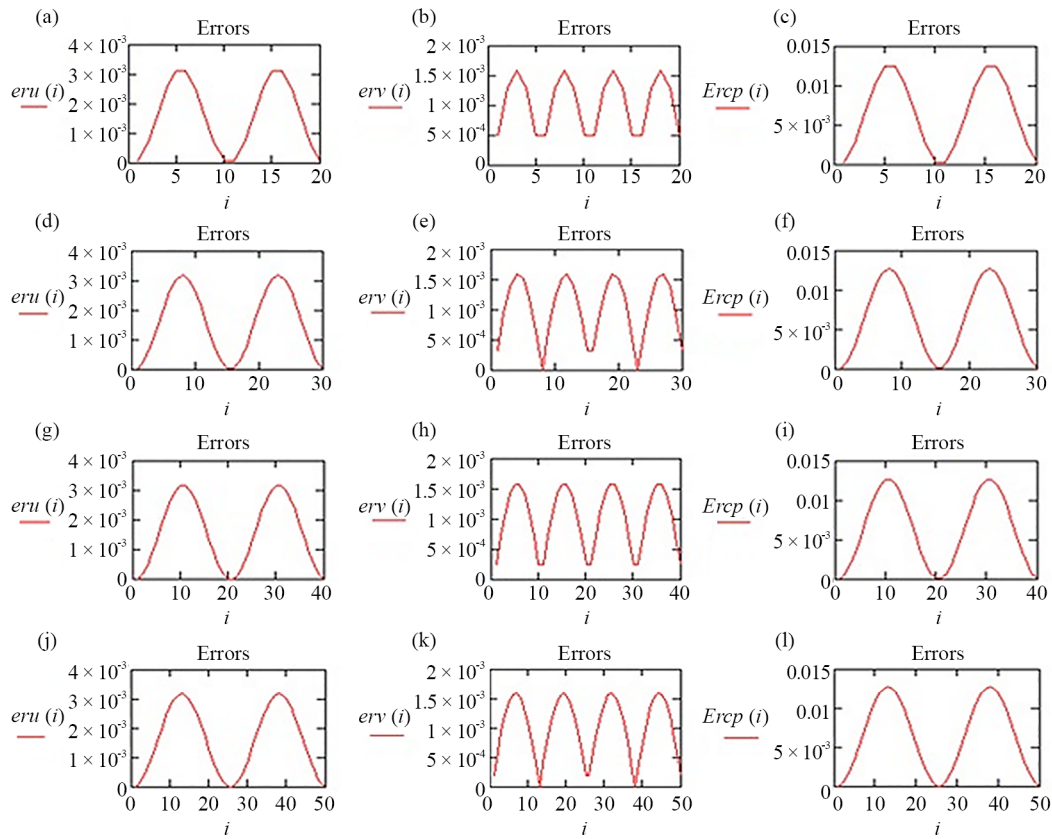 (a)
Errors
4 × 10⁻³
3 × 10⁻³
eru (i)
2 × 10⁻³
1 × 10⁻³
0
0 5 10 15 20
i
(b)
Errors
2 × 10⁻³
1.5 × 10⁻³
erv (i)
1 × 10⁻³
5 × 10⁻⁴
0
0 5 10 15 20
i
(c)
Errors
0.015
0.01
Ercp (i)
5 × 10⁻³
0
0 5 10 15 20
i
(d)
Errors
4 × 10⁻³
3 × 10⁻³
eru (i)
2 × 10⁻³
1 × 10⁻³
0
0 10 20 30
i
(e)
Errors
2 × 10⁻³
1.5 × 10⁻³
erv (i)
1 × 10⁻³
5 × 10⁻⁴
0
0 10 20 30
i
(f)
Errors
0.015
0.01
Ercp (i)
5 × 10⁻³
0
0 10 20 30
i
(g)
Errors
4 × 10⁻³
3 × 10⁻³
eru (i)
2 × 10⁻³
1 × 10⁻³
0
0 10 20 30 40
i
(h)
Errors
2 × 10⁻³
1.5 × 10⁻³
erv (i)
1 × 10⁻³
5 × 10⁻⁴
0
0 10 20 30 40
i
(i)
Errors
0.015
0.01
Ercp (i)
5 × 10⁻³
0
0 10 20 30 40
i
(j)
Errors
4 × 10⁻³
3 × 10⁻³
eru (i)
2 × 10⁻³
1 × 10⁻³
0
0 10 20 30 40 50
i
(k)
Errors
2 × 10⁻³
1.5 × 10⁻³
erv (i)
1 × 10⁻³
5 × 10⁻⁴
0
0 10 20 30 40 50
i
(l)
Errors
0.015
0.01
Ercp (i)
5 × 10⁻³
0
0 10 20 30 40 50
i